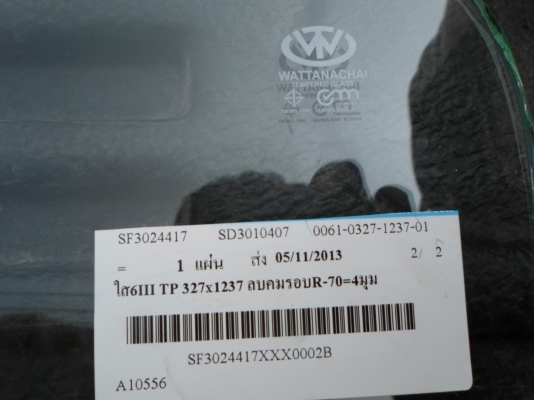 WATTANACHAI
TEMPERED GLASS
SF3024417 SD3010407 0061-0327-1237-01
= 1 แผ่น ส่ง 05/11/2013 2/ 2
ใส6III TP 327x1237 ลบคมรอบR-70=4มุม
SF3024417XXX0002B
A10556